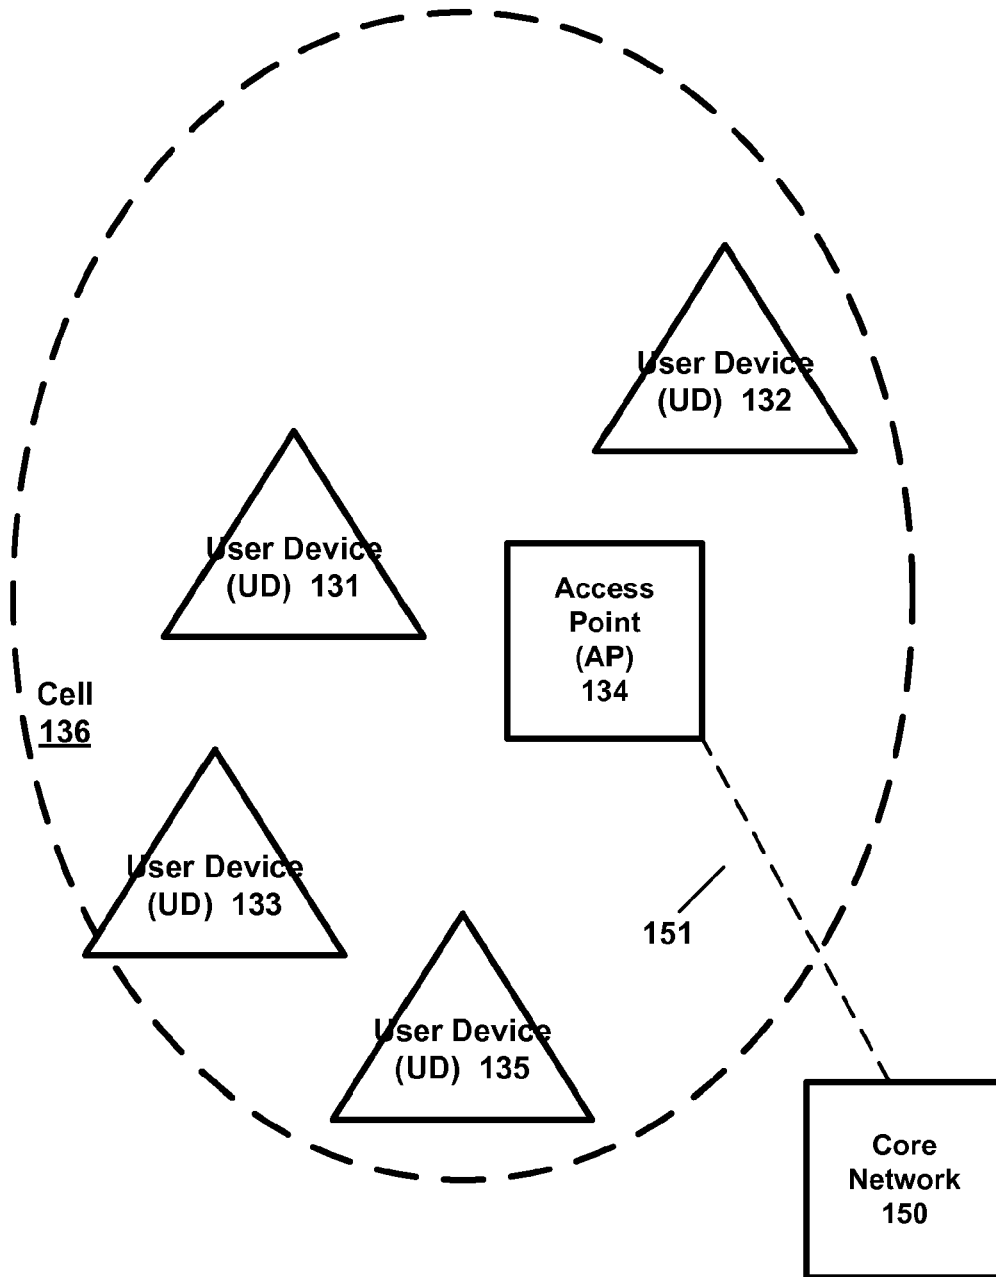 User Device
(UD) 132
User Device
(UD) 131
Access
Point
(AP)
134
Cell
136
User Device
(UD) 133
151
User Device
(UD) 135
Core
Network
150